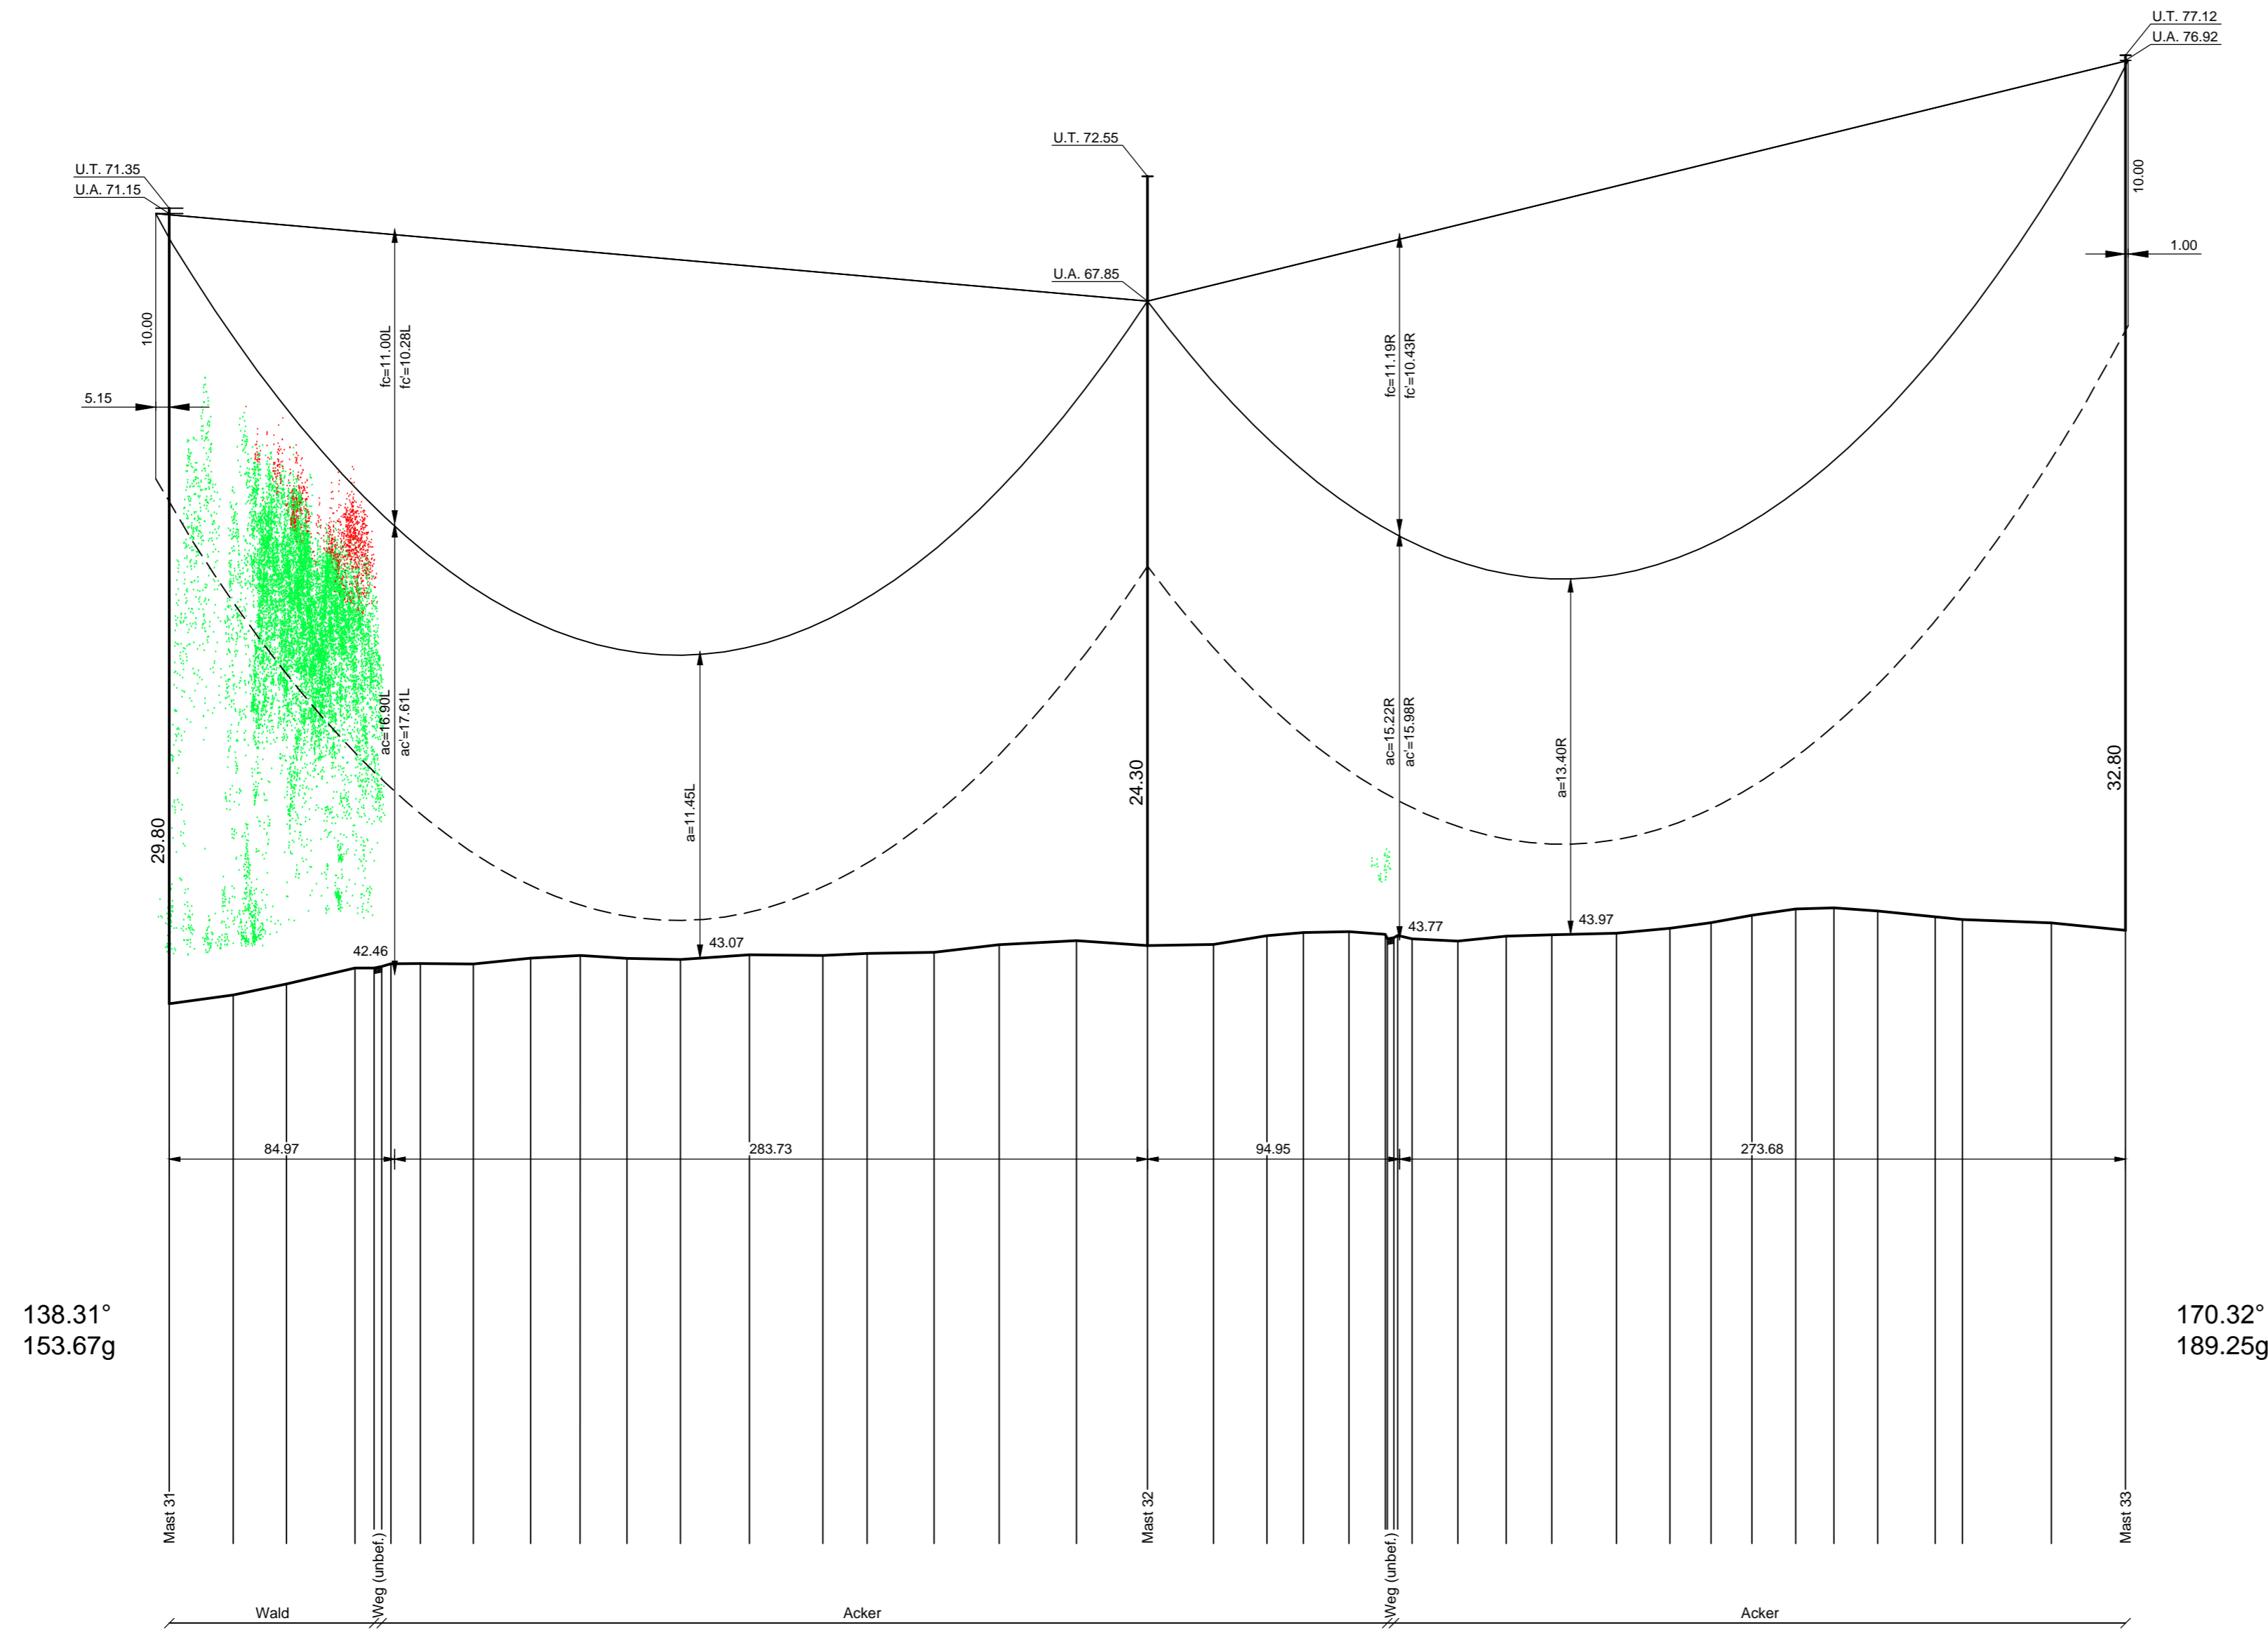 U.T. 77.12
U.A. 76.92
U.T. 72.55
U.T. 71.35
U.A. 71.15
10.00
1.00
U.A. 67.85
10.00
fc=11.00L
fc'=10.28L
fc=11.19R
fc'=10.43R
5.15
ac=16.90L
ac'=17.61L
ac=15.22R
ac'=15.98R
a=11.45L
a=13.40R
29.80
24.30
32.80
42.46
43.07
43.77
43.97
84.97
283.73
94.95
273.68
138.31°
153.67g
170.32°
189.25g
Mast 31
Weg (unbef.)
Mast 32
Weg (unbef.)
Mast 33
Wald
Acker
Acker